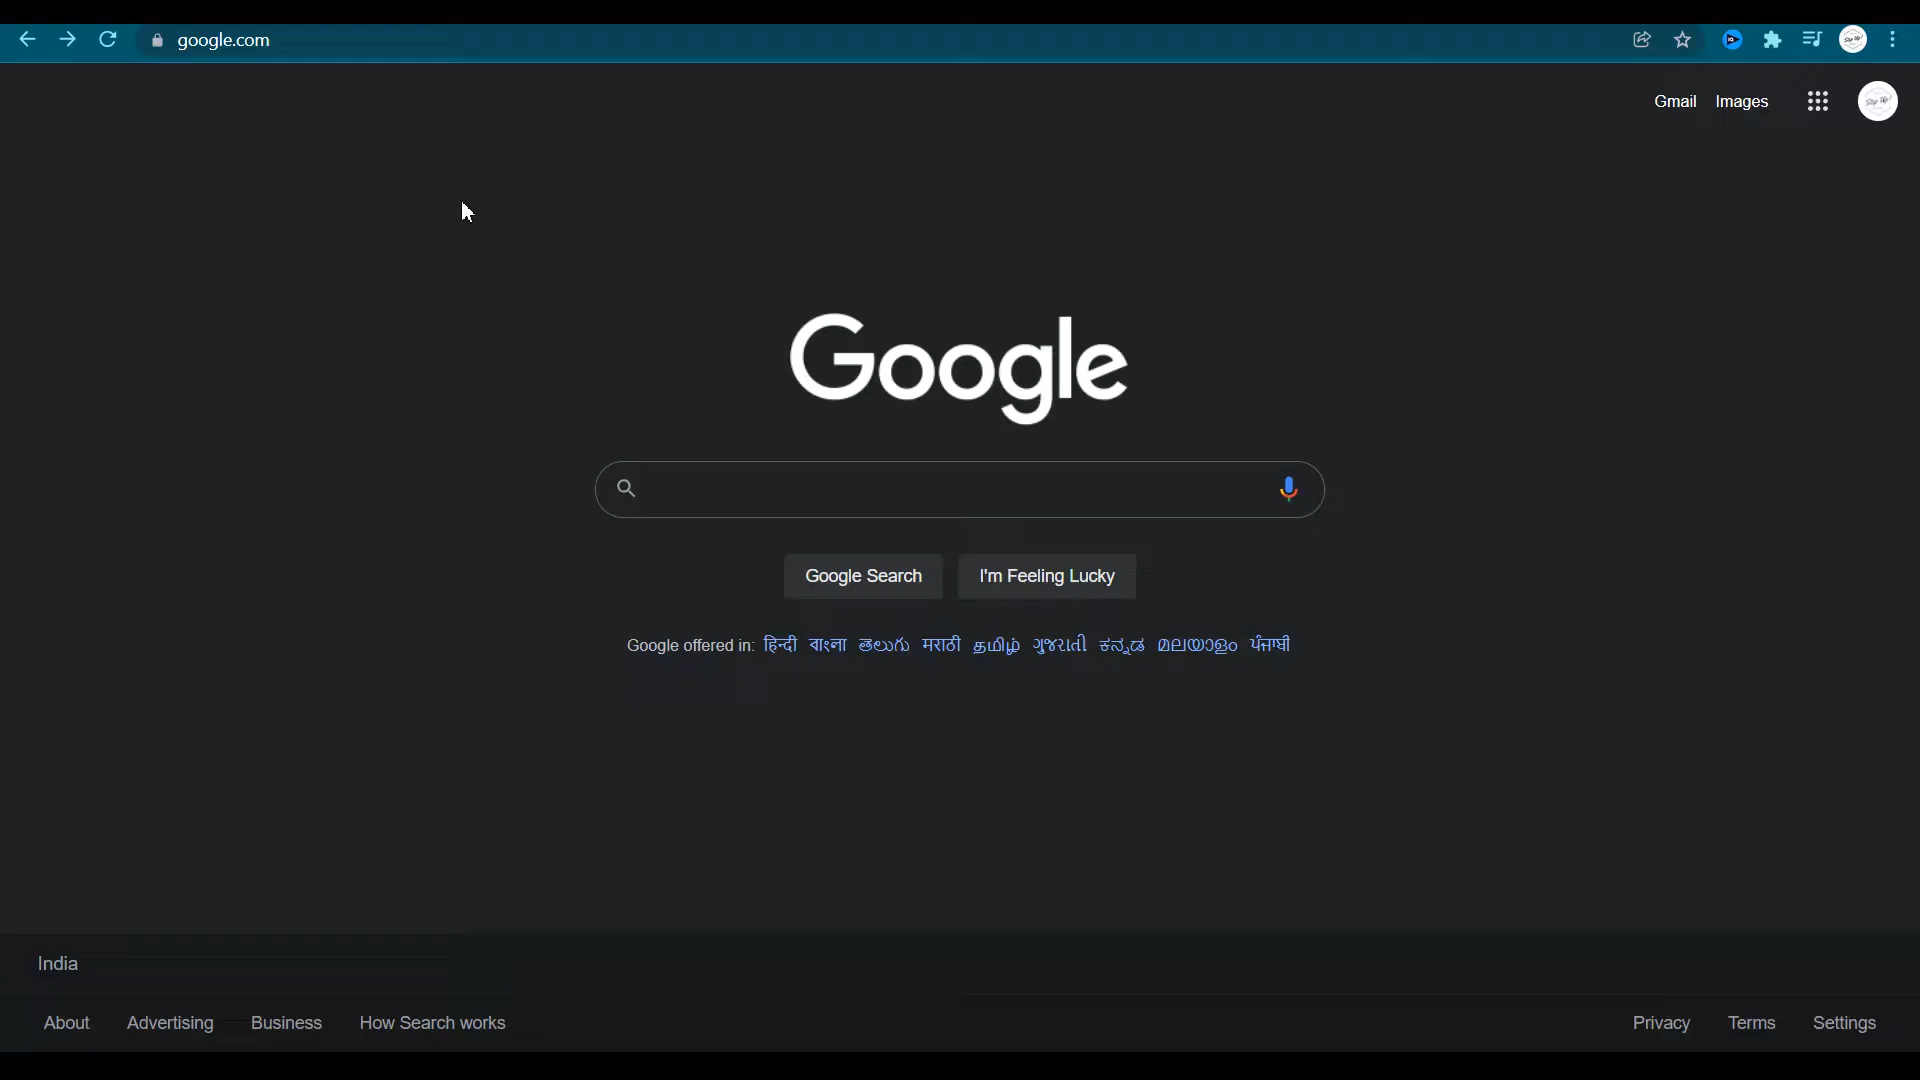 google.com
Gmail Images
Google
Google Search I'm Feeling Lucky
Google offered in: हिन्दी বাংলা తెలుగు मराठी தமிழ் ગુજરાતી ಕನ್ನಡ മലയാളം ਪੰਜਾਬੀ
India
About Advertising Business How Search works Privacy Terms Settings